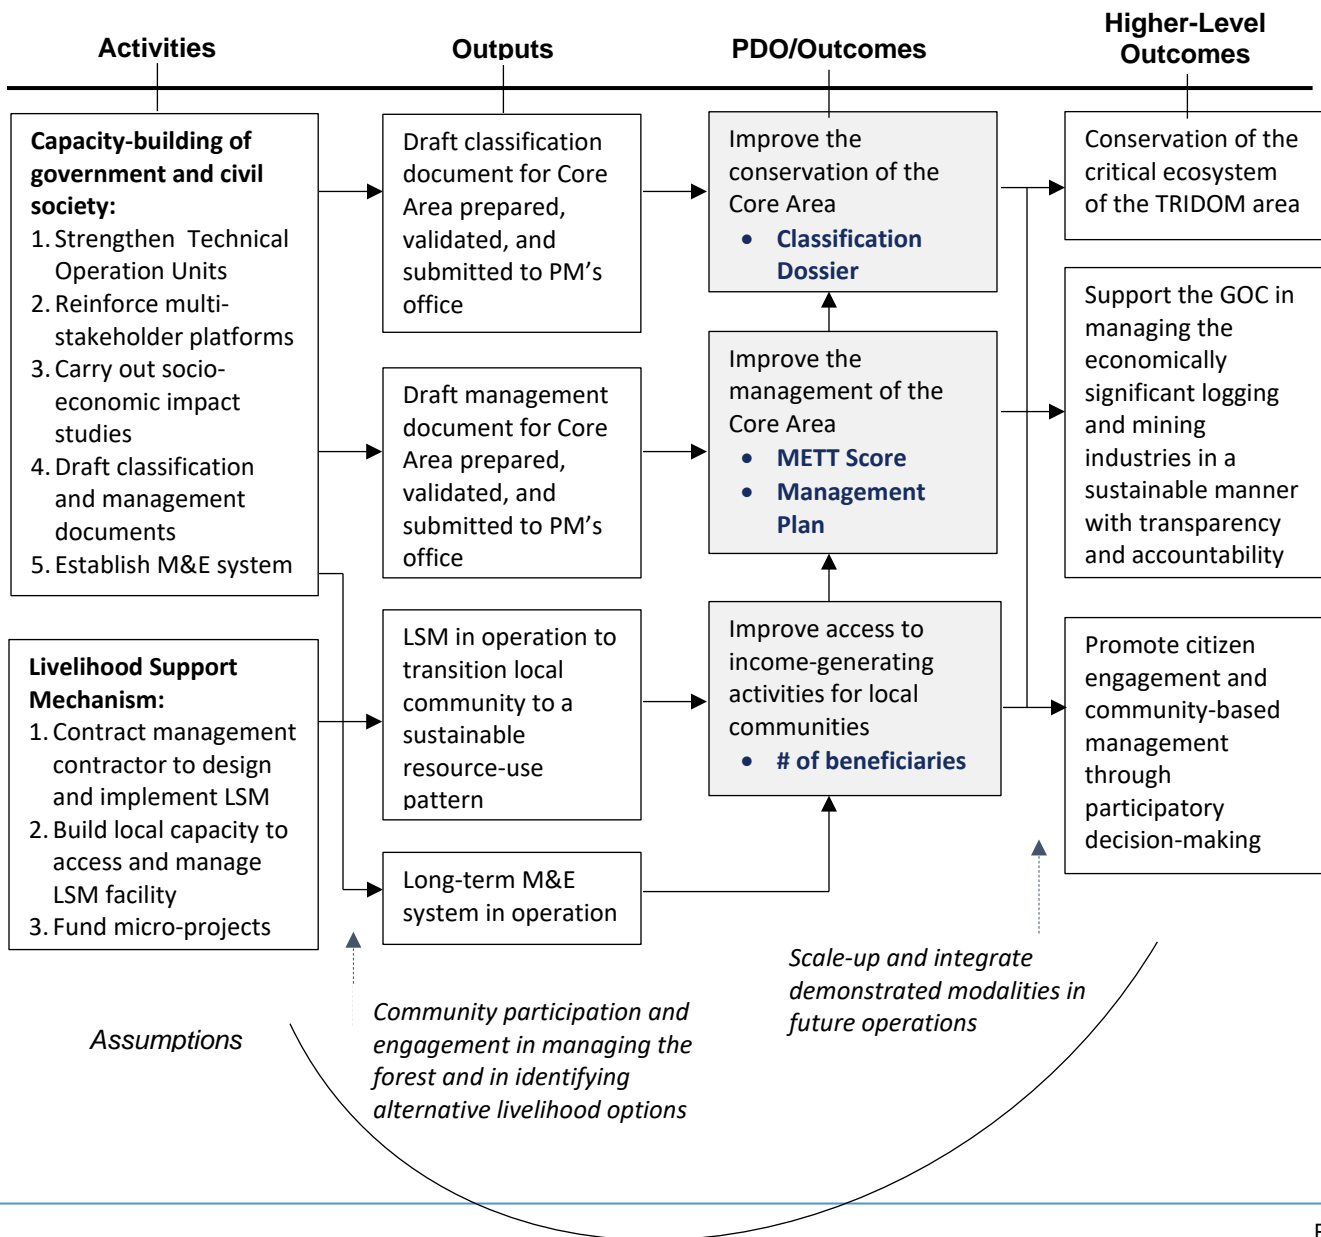 Activities
Outputs
PDO/Outcomes
Higher-Level
Outcomes
Capacity-building of
government and civil
society:
1. Strengthen Technical
Operation Units
2. Reinforce multi-
stakeholder platforms
3. Carry out socio-
economic impact
studies
4. Draft classification
and management
documents
5. Establish M&E system
Livelihood Support
Mechanism:
1. Contract management
contractor to design
and implement LSM
2. Build local capacity to
access and manage
LSM facility
3. Fund micro-projects
Draft classification
document for Core
Area prepared,
validated, and
submitted to PM’s
office
Draft management
document for Core
Area prepared,
validated, and
submitted to PM’s
office
LSM in operation to
transition local
community to a
sustainable
resource-use
pattern
Long-term M&E
system in operation
Improve the
conservation of the
Core Area
• Classification
Dossier
Improve the
management of the
Core Area
• METT Score
• Management
Plan
Improve access to
income-generating
activities for local
communities
• # of beneficiaries
Conservation of the
critical ecosystem
of the TRIDOM area
Support the GOC in
managing the
economically
significant logging
and mining
industries in a
sustainable manner
with transparency
and accountability
Promote citizen
engagement and
community-based
management
through
participatory
decision-making
Assumptions
Community participation and
engagement in managing the
forest and in identifying
alternative livelihood options
Scale-up and integrate
demonstrated modalities in
future operations